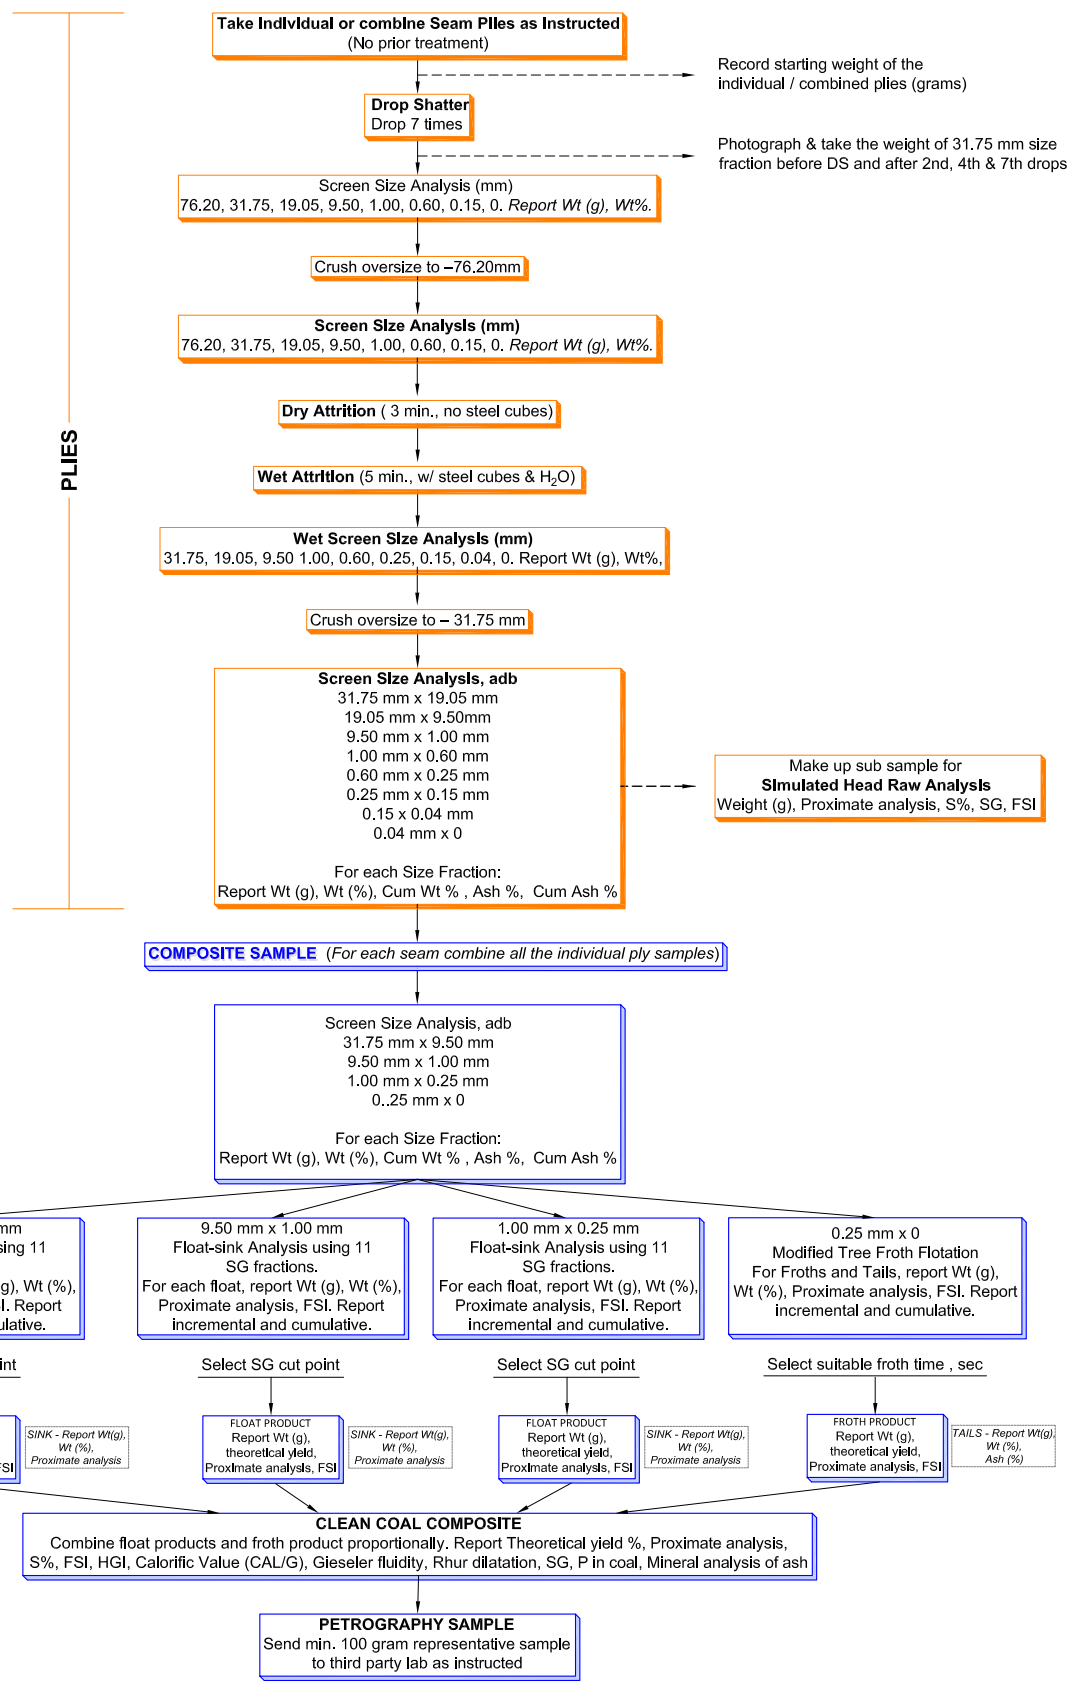 Take Individual or combine Seam Plies as Instructed
(No prior treatment)
Record starting weight of the
individual / combined plies (grams)
Drop Shatter
Drop 7 times
Photograph & take the weight of 31.75 mm size
fraction before DS and after 2nd, 4th & 7th drops
Screen Size Analysis (mm)
76.20, 31.75, 19.05, 9.50, 1.00, 0.60, 0.15, 0. Report Wt (g), Wt%.
Crush oversize to –76.20mm
Screen Size Analysis (mm)
76.20, 31.75, 19.05, 9.50, 1.00, 0.60, 0.15, 0. Report Wt (g), Wt%.
Dry Attrition ( 3 min., no steel cubes)
PLIES
Wet Attrition (5 min., w/ steel cubes & H₂O)
Wet Screen Size Analysis (mm)
31.75, 19.05, 9.50 1.00, 0.60, 0.25, 0.15, 0.04, 0. Report Wt (g), Wt%,
Crush oversize to – 31.75 mm
Screen Size Analysis, adb
31.75 mm x 19.05 mm
19.05 mm x 9.50mm
9.50 mm x 1.00 mm
1.00 mm x 0.60 mm
0.60 mm x 0.25 mm
0.25 mm x 0.15 mm
0.15 x 0.04 mm
0.04 mm x 0
For each Size Fraction:
Report Wt (g), Wt (%), Cum Wt % , Ash %, Cum Ash %
Make up sub sample for
Simulated Head Raw Analysis
Weight (g), Proximate analysis, S%, SG, FSI
COMPOSITE SAMPLE (For each seam combine all the individual ply samples)
Screen Size Analysis, adb
31.75 mm x 9.50 mm
9.50 mm x 1.00 mm
1.00 mm x 0.25 mm
0..25 mm x 0
For each Size Fraction:
Report Wt (g), Wt (%), Cum Wt % , Ash %, Cum Ash %
mm
sing 11
g), Wt (%),
SI. Report
ulative.
9.50 mm x 1.00 mm
Float-sink Analysis using 11
SG fractions.
For each float, report Wt (g), Wt (%),
Proximate analysis, FSI. Report
incremental and cumulative.
1.00 mm x 0.25 mm
Float-sink Analysis using 11
SG fractions.
For each float, report Wt (g), Wt (%),
Proximate analysis, FSI. Report
incremental and cumulative.
0.25 mm x 0
Modified Tree Froth Flotation
For Froths and Tails, report Wt (g),
Wt (%), Proximate analysis, FSI. Report
incremental and cumulative.
int
Select SG cut point
Select SG cut point
Select suitable froth time , sec
FSI
SINK - Report Wt(g),
Wt (%),
Proximate analysis
FLOAT PRODUCT
Report Wt (g),
theoretical yield,
Proximate analysis, FSI
SINK - Report Wt(g),
Wt (%),
Proximate analysis
FLOAT PRODUCT
Report Wt (g),
theoretical yield,
Proximate analysis, FSI
SINK - Report Wt(g),
Wt (%),
Proximate analysis
FROTH PRODUCT
Report Wt (g),
theoretical yield,
Proximate analysis, FSI
TAILS - Report Wt(g),
Wt (%),
Ash (%)
CLEAN COAL COMPOSITE
Combine float products and froth product proportionally. Report Theoretical yield %, Proximate analysis,
S%, FSI, HGI, Calorific Value (CAL/G), Gieseler fluidity, Rhur dilatation, SG, P in coal, Mineral analysis of ash
PETROGRAPHY SAMPLE
Send min. 100 gram representative sample
to third party lab as instructed